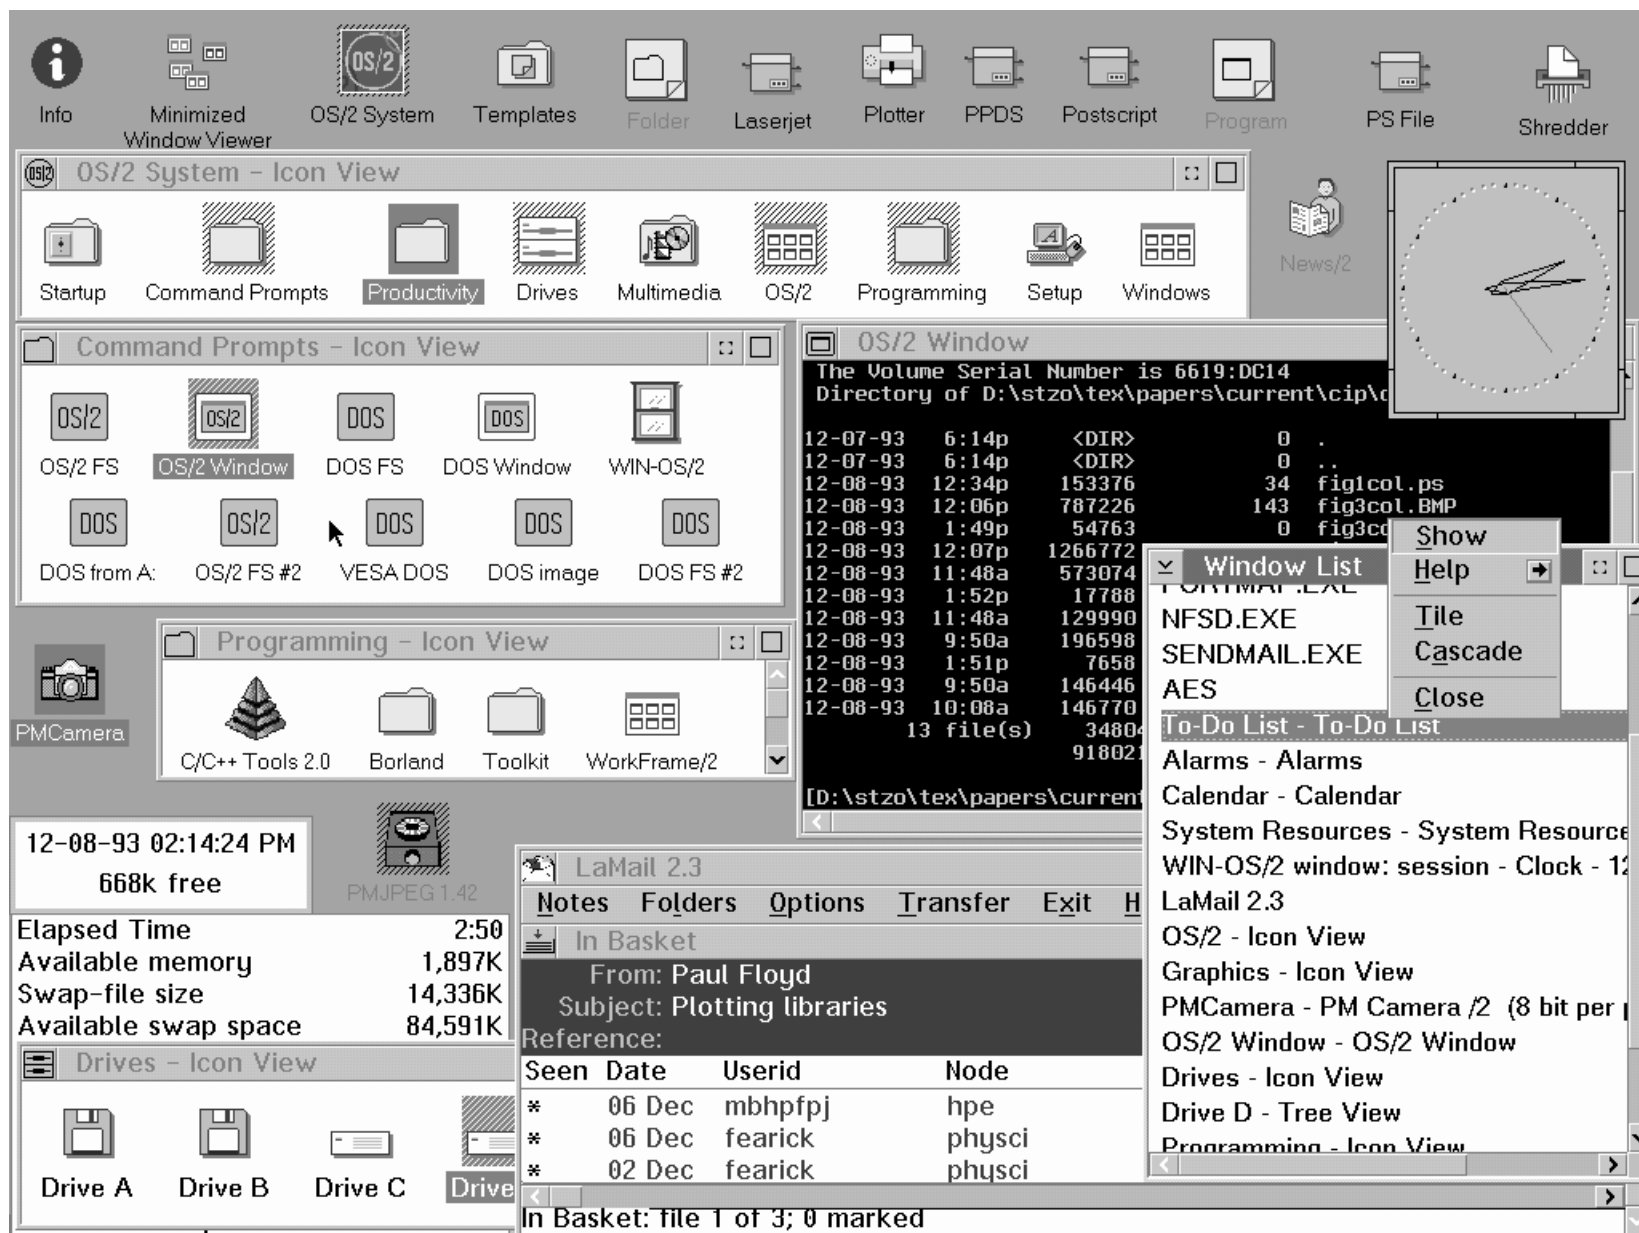 Info
Minimized
Window Viewer
OS/2
OS/2 System
Templates
Folder
Laserjet
Plotter
PPDS
Postscript
Program
PS File
Shredder
OS/2 System - Icon View
Startup
Command Prompts
Productivity
Drives
Multimedia
OS/2
Programming
Setup
Windows
News/2
Command Prompts - Icon View
OS/2
OS/2
DOS
DOS
OS/2 FS
OS/2 Window
DOS FS
DOS Window
WIN-OS/2
DOS
OS/2
DOS
DOS
DOS
DOS from A:
OS/2 FS #2
VESA DOS
DOS image
DOS FS #2
OS/2 Window
The Volume Serial Number is 6619:DC14
Directory of D:\stzo\tex\papers\current\cip\c
12-07-93 6:14p <DIR> 0 .
12-07-93 6:14p <DIR> 0 ..
12-08-93 12:34p 153376 34 fig1col.ps
12-08-93 12:06p 787226 143 fig3col.BMP
12-08-93 1:49p 54763 0 fig3co
12-08-93 12:07p 1266772
12-08-93 11:48a 573074
12-08-93 1:52p 17788
12-08-93 11:48a 129990
12-08-93 9:50a 196598
12-08-93 1:51p 7658
12-08-93 9:50a 146446
12-08-93 10:08a 146770
13 file(s) 34804
918021
[D:\stzo\tex\papers\current
Show
Help
Tile
Cascade
Close
Window List
PORTMAP.EXE
NFSD.EXE
SENDMAIL.EXE
AES
To-Do List - To-Do List
Alarms - Alarms
Calendar - Calendar
System Resources - System Resource
WIN-OS/2 window: session - Clock - 12
LaMail 2.3
OS/2 - Icon View
Graphics - Icon View
PMCamera - PM Camera /2 (8 bit per
OS/2 Window - OS/2 Window
Drives - Icon View
Drive D - Tree View
Programming - Icon View
PMCamera
Programming - Icon View
C/C++ Tools 2.0
Borland
Toolkit
WorkFrame/2
12-08-93 02:14:24 PM
668k free
PMJPEG 1.42
Elapsed Time 2:50
Available memory 1,897K
Swap-file size 14,336K
Available swap space 84,591K
Drives - Icon View
Drive A
Drive B
Drive C
Drive
LaMail 2.3
Notes Folders Options Transfer Exit H
In Basket
From: Paul Floyd
Subject: Plotting libraries
Reference:
Seen Date Userid Node
* 06 Dec mbhpfpj hpe
* 06 Dec fearick physci
* 02 Dec fearick physci
In Basket: file 1 of 3; 0 marked